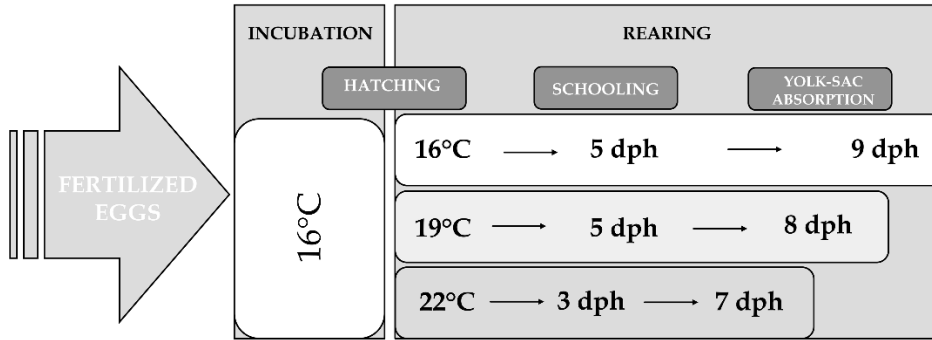 INCUBATION
REARING
HATCHING
SCHOOLING
YOLK-SAC
ABSORPTION
FERTILIZED
EGGS
16°C
16°C → 5 dph → 9 dph
19°C → 5 dph → 8 dph
22°C → 3 dph → 7 dph